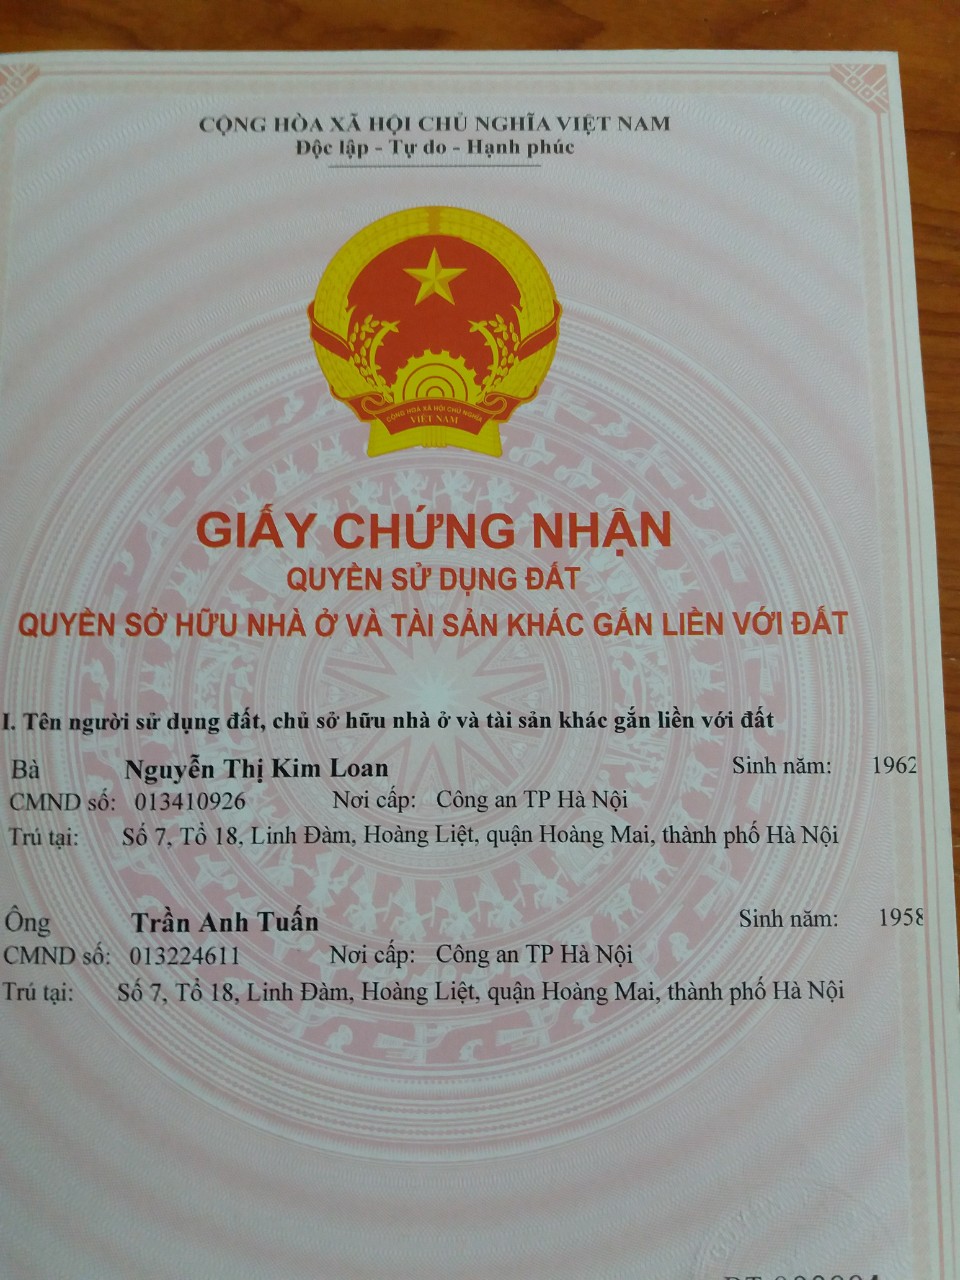 CỘNG HÒA XÃ HỘI CHỦ NGHĨA VIỆT NAM
Độc lập - Tự do - Hạnh phúc
CỘNG HOÀ XÃ HỘI CHỦ NGHĨA
VIỆT NAM
GIẤY CHỨNG NHẬN
QUYỀN SỬ DỤNG ĐẤT
QUYỀN SỞ HỮU NHÀ Ở VÀ TÀI SẢN KHÁC GẮN LIỀN VỚI ĐẤT
I. Tên người sử dụng đất, chủ sở hữu nhà ở và tài sản khác gắn liền với đất
Bà Nguyễn Thị Kim Loan Sinh năm: 1962
CMND số: 013410926 Nơi cấp: Công an TP Hà Nội
Trú tại: Số 7, Tổ 18, Linh Đàm, Hoàng Liệt, quận Hoàng Mai, thành phố Hà Nội
Ông Trần Anh Tuấn Sinh năm: 1958
CMND số: 013224611 Nơi cấp: Công an TP Hà Nội
Trú tại: Số 7, Tổ 18, Linh Đàm, Hoàng Liệt, quận Hoàng Mai, thành phố Hà Nội